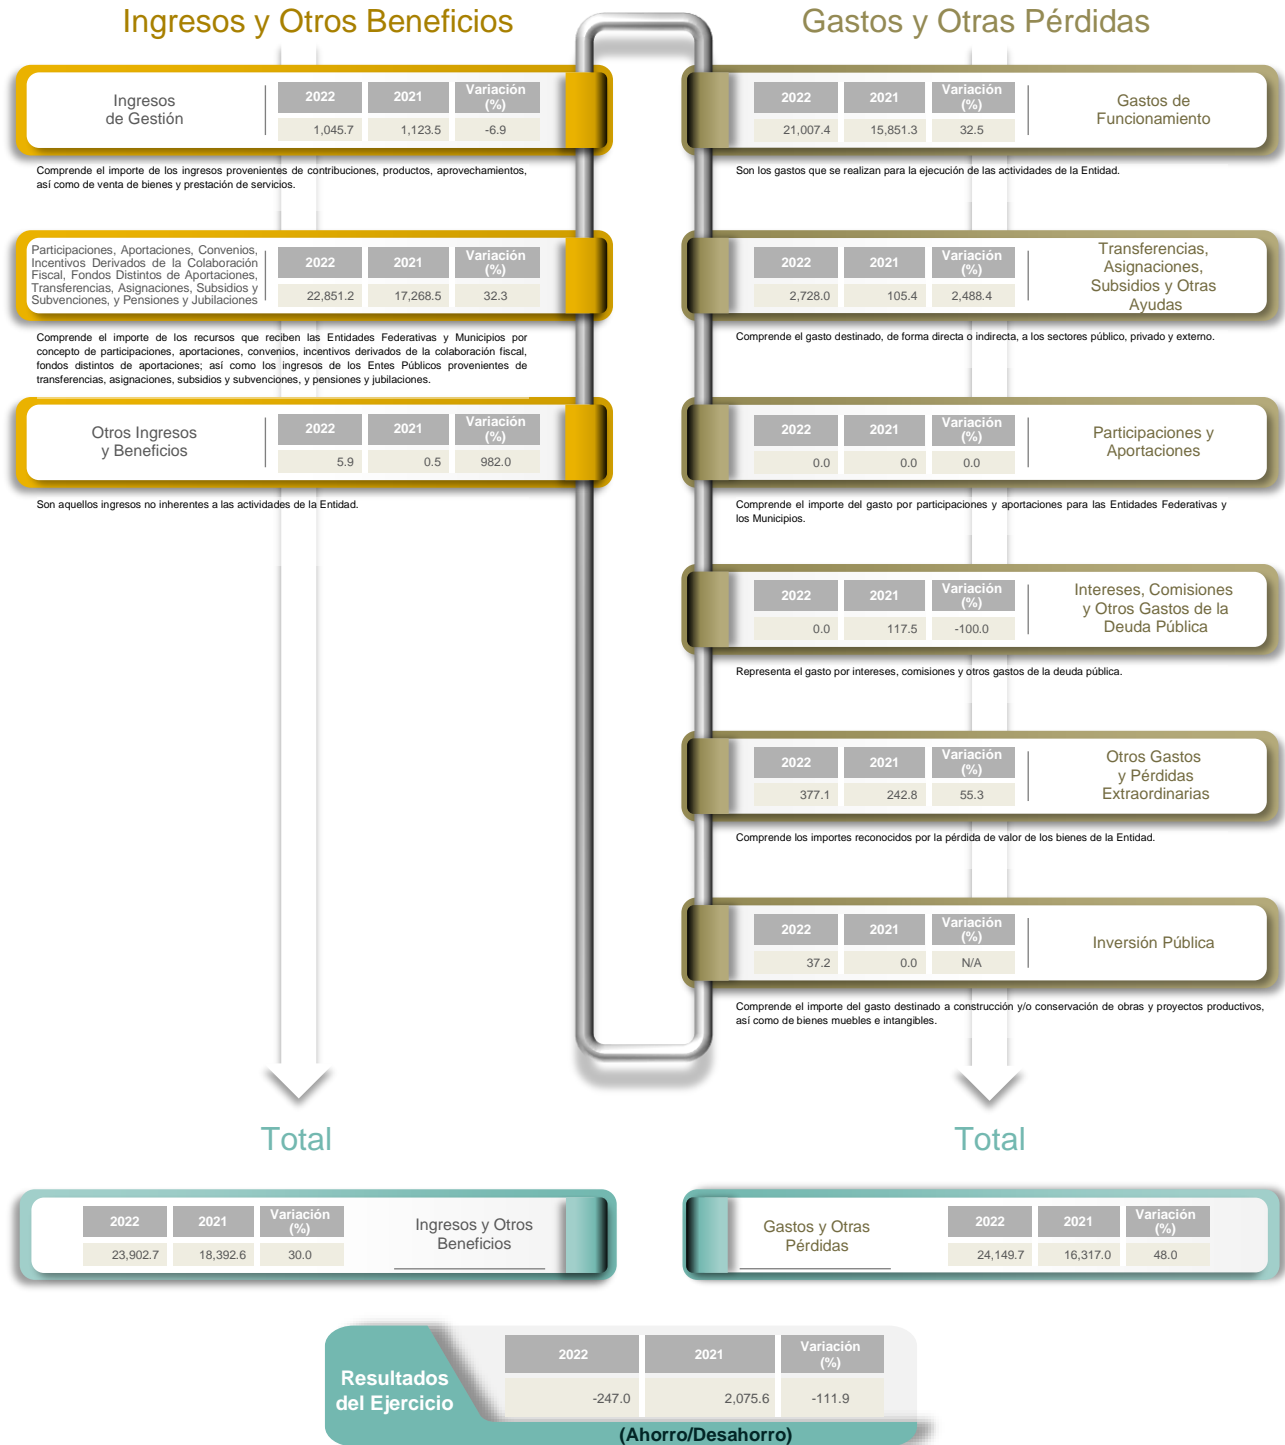 Ingresos y Otros Beneficios
Ingresos
de Gestión
2022 2021 Variación
(%)
1,045.7 1,123.5 -6.9
Comprende el importe de los ingresos provenientes de contribuciones, productos, aprovechamientos,
así como de venta de bienes y prestación de servicios.
Participaciones, Aportaciones, Convenios,
Incentivos Derivados de la Colaboración
Fiscal, Fondos Distintos de Aportaciones,
Transferencias, Asignaciones, Subsidios y
Subvenciones, y Pensiones y Jubilaciones
2022 2021 Variación
(%)
22,851.2 17,268.5 32.3
Comprende el importe de los recursos que reciben las Entidades Federativas y Municipios por
concepto de participaciones, aportaciones, convenios, incentivos derivados de la colaboración fiscal,
fondos distintos de aportaciones; así como los ingresos de los Entes Públicos provenientes de
transferencias, asignaciones, subsidios y subvenciones, y pensiones y jubilaciones.
Otros Ingresos
y Beneficios
2022 2021 Variación
(%)
5.9 0.5 982.0
Son aquellos ingresos no inherentes a las actividades de la Entidad.
Gastos y Otras Pérdidas
2022 2021 Variación
(%)
21,007.4 15,851.3 32.5
Gastos de
Funcionamiento
Son los gastos que se realizan para la ejecución de las actividades de la Entidad.
2022 2021 Variación
(%)
2,728.0 105.4 2,488.4
Transferencias,
Asignaciones,
Subsidios y Otras
Ayudas
Comprende el gasto destinado, de forma directa o indirecta, a los sectores público, privado y externo.
2022 2021 Variación
(%)
0.0 0.0 0.0
Participaciones y
Aportaciones
Comprende el importe del gasto por participaciones y aportaciones para las Entidades Federativas y
los Municipios.
2022 2021 Variación
(%)
0.0 117.5 -100.0
Intereses, Comisiones
y Otros Gastos de la
Deuda Pública
Representa el gasto por intereses, comisiones y otros gastos de la deuda pública.
2022 2021 Variación
(%)
377.1 242.8 55.3
Otros Gastos
y Pérdidas
Extraordinarias
Comprende los importes reconocidos por la pérdida de valor de los bienes de la Entidad.
2022 2021 Variación
(%)
37.2 0.0 N/A
Inversión Pública
Comprende el importe del gasto destinado a construcción y/o conservación de obras y proyectos productivos,
así como de bienes muebles e intangibles.
Total
2022 2021 Variación
(%)
23,902.7 18,392.6 30.0
Ingresos y Otros
Beneficios
Total
Gastos y Otras
Pérdidas
2022 2021 Variación
(%)
24,149.7 16,317.0 48.0
Resultados
del Ejercicio
2022 2021 Variación
(%)
-247.0 2,075.6 -111.9
(Ahorro/Desahorro)